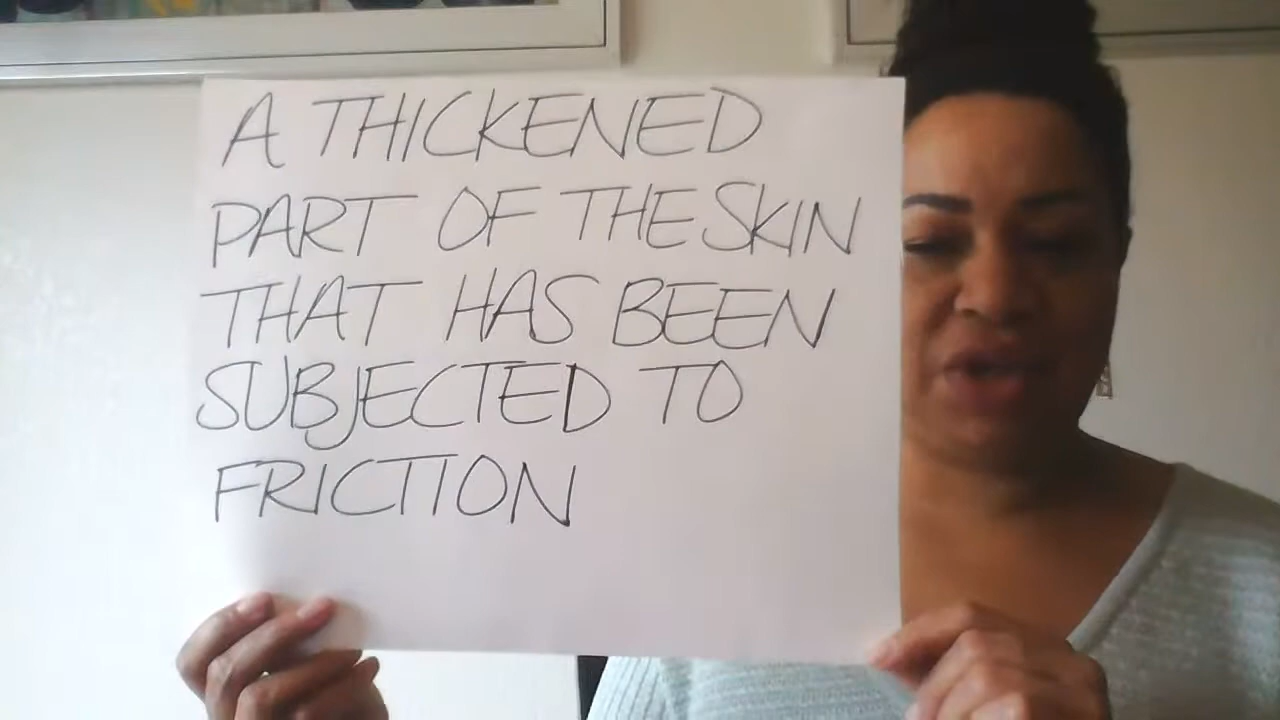 A THICKENED
PART OF THE SKIN
THAT HAS BEEN
SUBJECTED TO
FRICTION